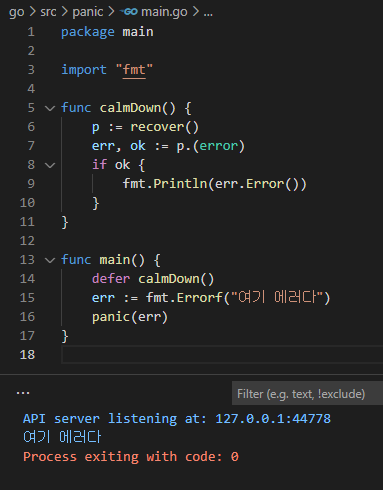 go > src > panic > GO main.go > ...
1 package main
2
3 import "fmt"
4
5 func calmDown() {
6 p := recover()
7 err, ok := p.(error)
8 if ok {
9 fmt.Println(err.Error())
10 }
11 }
12
13 func main() {
14 defer calmDown()
15 err := fmt.Errorf("여기 에러다")
16 panic(err)
17 }
18
... Filter (e.g. text, !exclude)
API server listening at: 127.0.0.1:44778
여기 에러다
Process exiting with code: 0